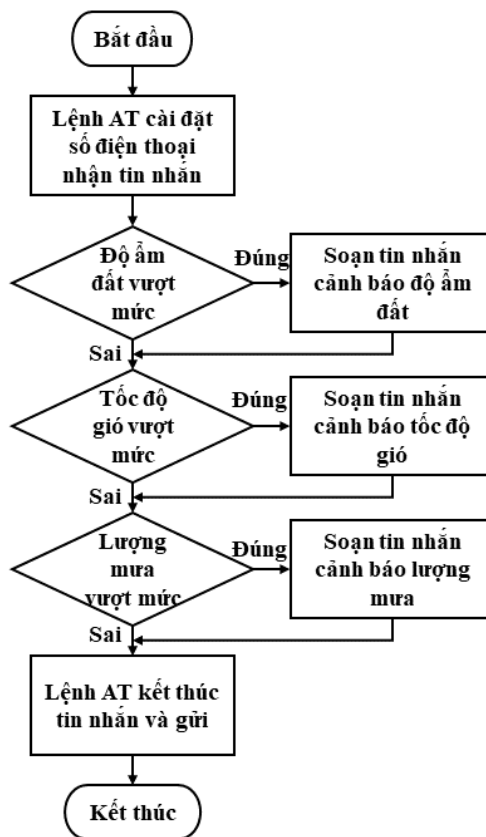 Bắt đầu
Lệnh AT cài đặt
số điện thoại
nhận tin nhắn
Độ ẩm
đất vượt
mức
Đúng
Soạn tin nhắn
cảnh báo độ ẩm
đất
Sai
Tốc độ
gió vượt
mức
Đúng
Soạn tin nhắn
cảnh báo tốc độ
gió
Sai
Lượng
mưa
vượt mức
Đúng
Soạn tin nhắn
cảnh báo lượng
mưa
Sai
Lệnh AT kết thúc
tin nhắn và gửi
Kết thúc